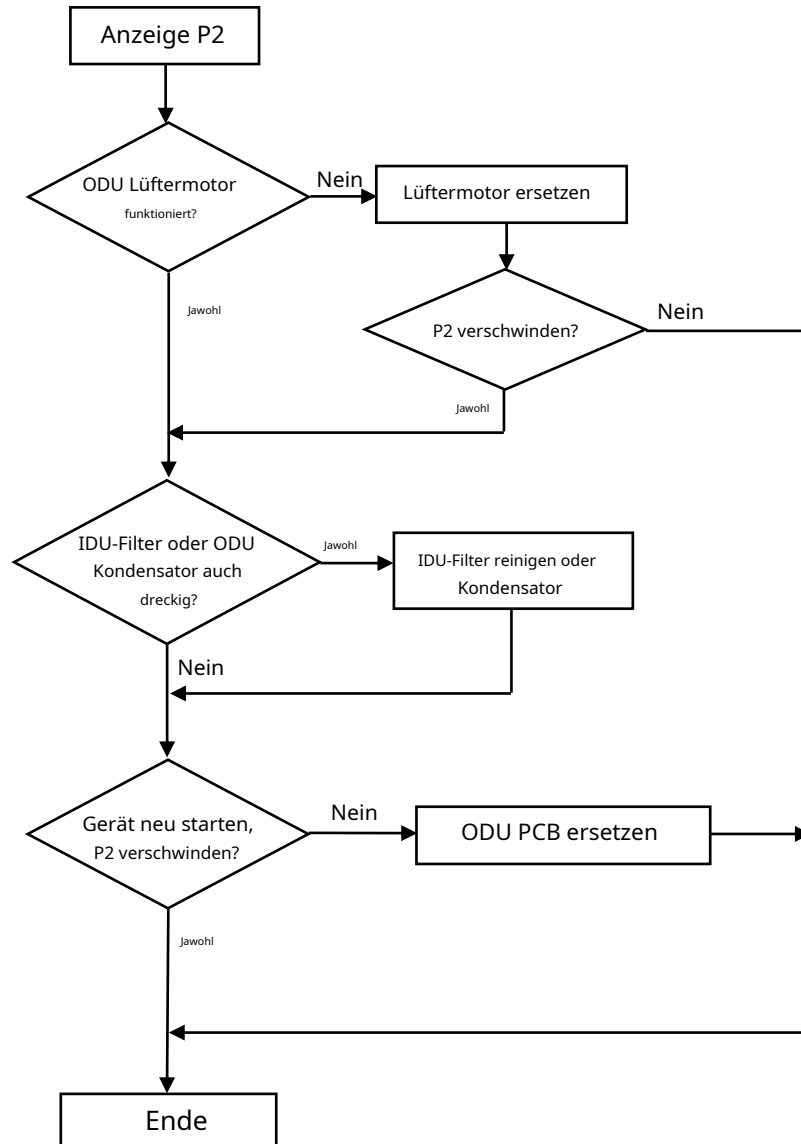 Anzeige P2
ODU Lüftermotor
funktioniert?
Nein
Lüftermotor ersetzen
Jawohl
P2 verschwinden?
Nein
Jawohl
IDU-Filter oder ODU
Kondensator auch
dreckig?
Jawohl
IDU-Filter reinigen oder
Kondensator
Nein
Gerät neu starten,
P2 verschwinden?
Nein
ODU PCB ersetzen
Jawohl
Ende